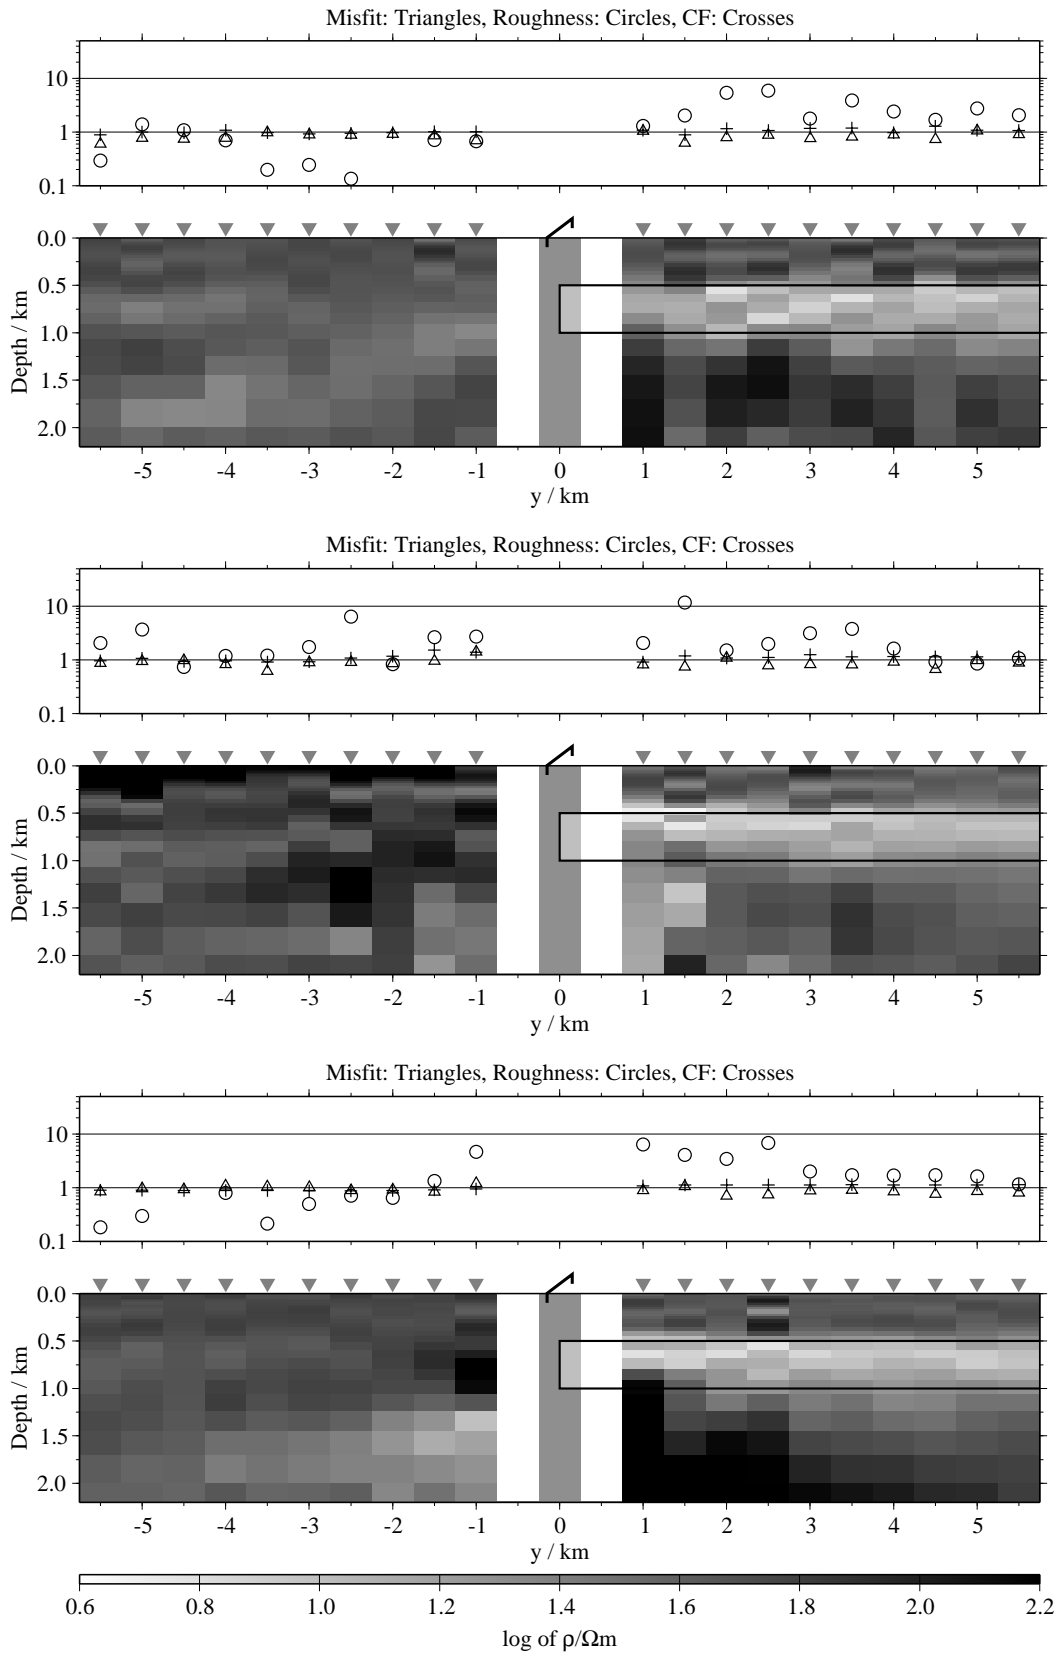 Misfit: Triangles, Roughness: Circles, CF: Crosses
10
1
0.1
0.0
0.5
1.0
1.5
2.0
Depth / km
-5 -4 -3 -2 -1 0 1 2 3 4 5
y / km
Misfit: Triangles, Roughness: Circles, CF: Crosses
10
1
0.1
0.0
0.5
1.0
1.5
2.0
Depth / km
-5 -4 -3 -2 -1 0 1 2 3 4 5
y / km
Misfit: Triangles, Roughness: Circles, CF: Crosses
10
1
0.1
0.0
0.5
1.0
1.5
2.0
Depth / km
-5 -4 -3 -2 -1 0 1 2 3 4 5
y / km
0.6 0.8 1.0 1.2 1.4 1.6 1.8 2.0 2.2
log of ρ/Ωm